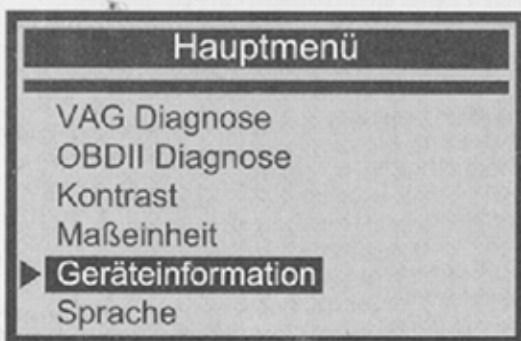 Hauptmenü
VAG Diagnose
OBDII Diagnose
Kontrast
Maßeinheit
Geräteinformation
Sprache